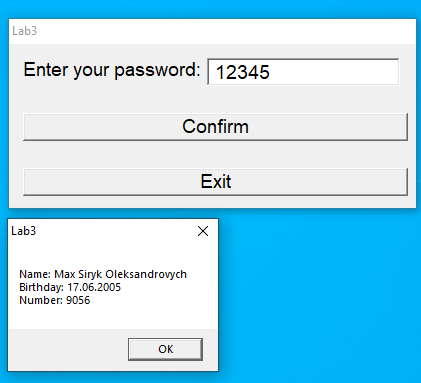 Lab3
Enter your password: 12345
Confirm
Exit
Lab3
Name: Max Siryk Oleksandrovych
Birthday: 17.06.2005
Number: 9056
OK